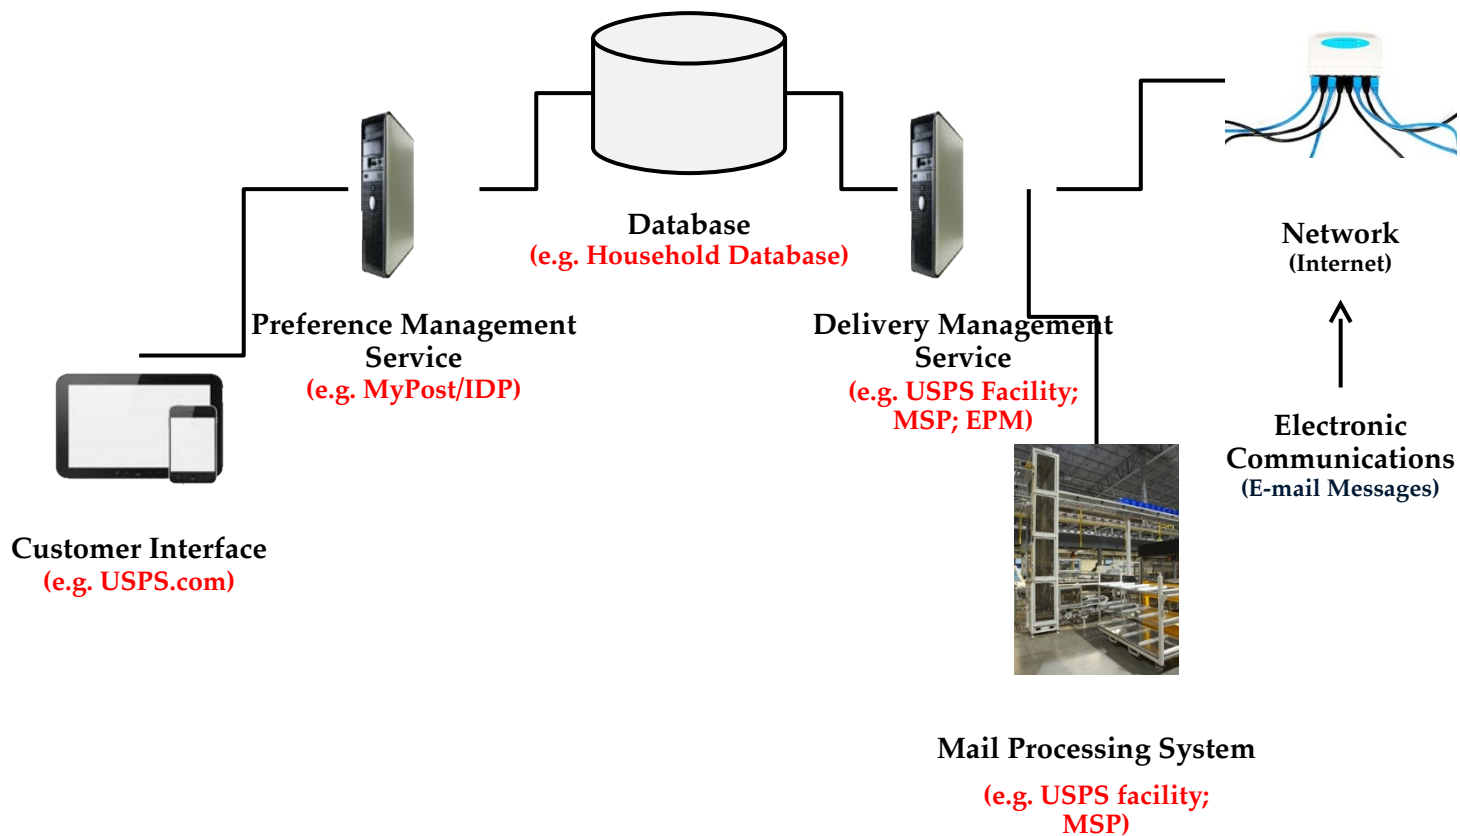 Database
(e.g. Household Database)
Network
(Internet)
Preference Management
Service
(e.g. MyPost/IDP)
Delivery Management
Service
(e.g. USPS Facility;
MSP; EPM)
Electronic
Communications
(E-mail Messages)
Customer Interface
(e.g. USPS.com)
Mail Processing System
(e.g. USPS facility;
MSP)